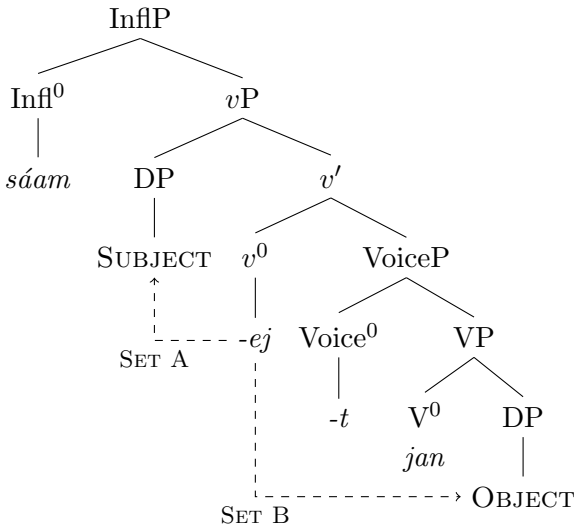 InflP
Infl⁰ vP
sáam DP v′
SUBJECT v⁰ VoiceP
-ej Voice⁰ VP
SET A
-t V⁰ DP
jan
OBJECT
SET B